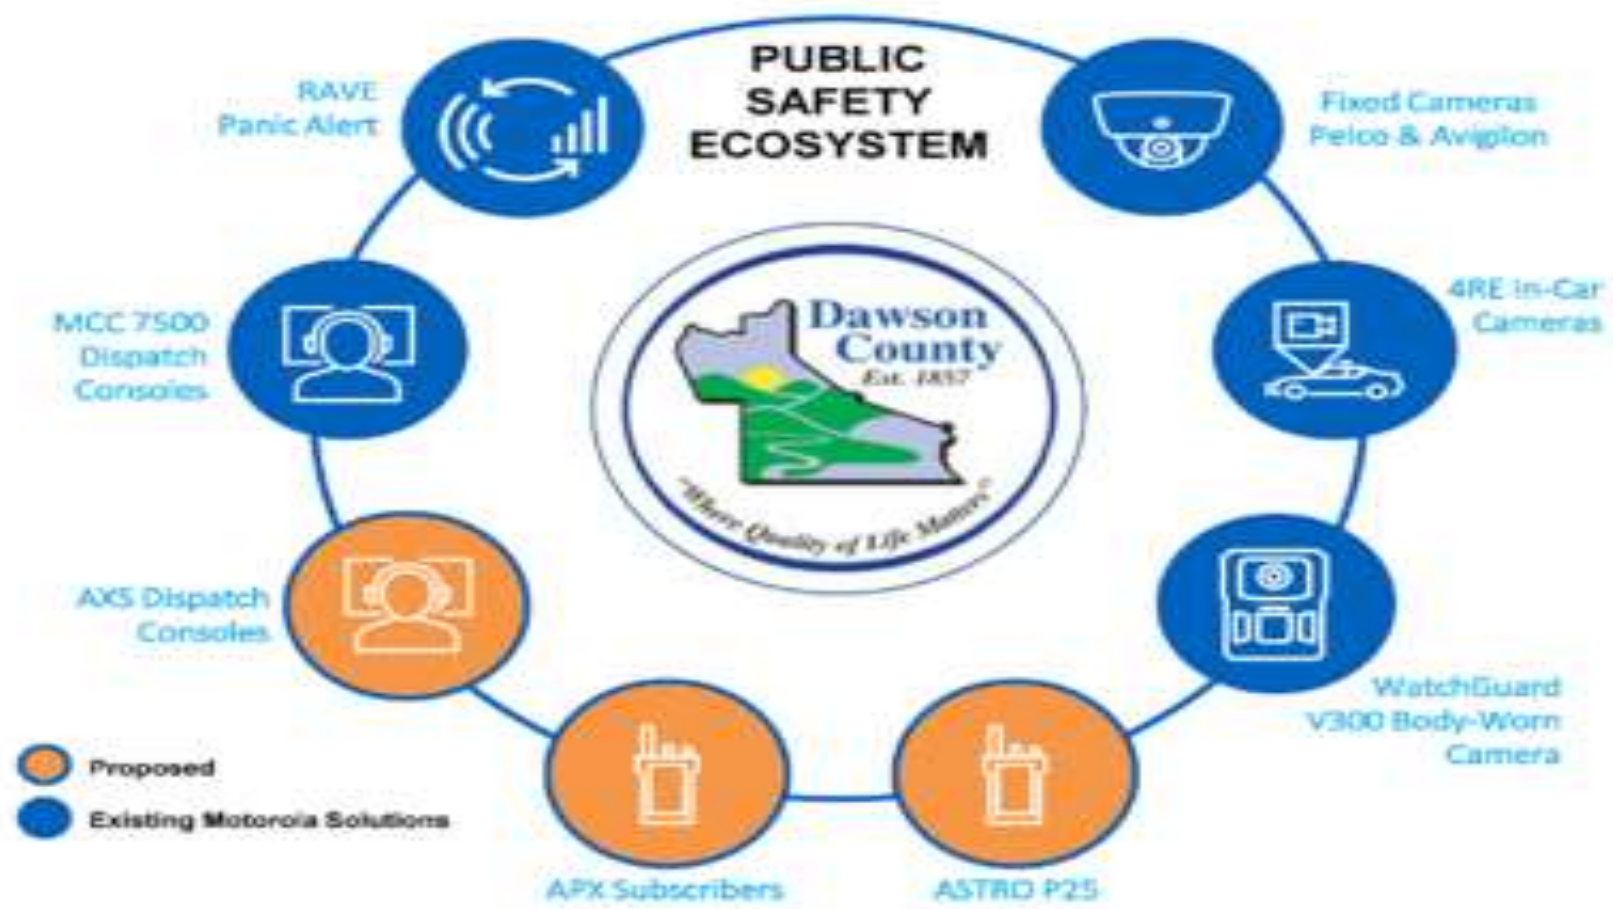 PUBLIC
SAFETY
ECOSYSTEM
RAVE
Panic Alert
Fixed Cameras
Pelco & Avigilon
MCC 7500
Dispatch
Consoles
4RE In-Car
Cameras
Dawson
County
Est. 1857
"Where Quality of Life Matters"
AXS Dispatch
Consoles
WatchGuard
V300 Body-Worn
Camera
Proposed
Existing Motorola Solutions
APX Subscribers
ASTRO P25